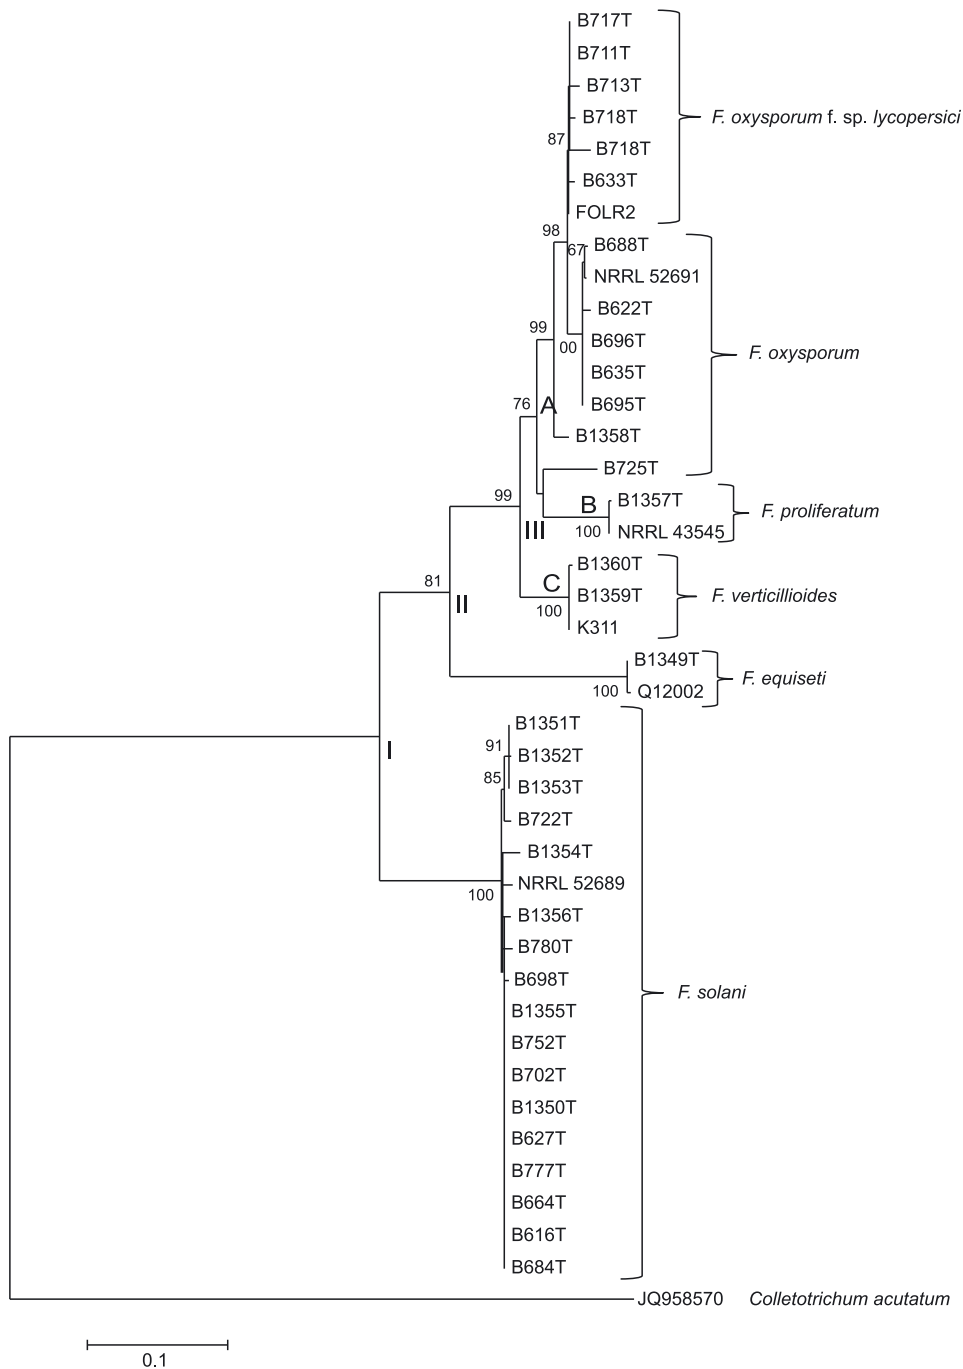 B717T
B711T
B713T
F. oxysporum f. sp. lycopersici
B718T
87
B718T
B633T
FOLR2
98
67
B688T
NRRL 52691
B622T
99
00
B696T
F. oxysporum
B635T
76
A
B695T
B1358T
B725T
99
B
B1357T
F. proliferatum
III
100
NRRL 43545
B1360T
81
C
II
100
B1359T
F. verticillioides
K311
B1349T
F. equiseti
100
Q12002
B1351T
I
91
B1352T
85
B1353T
B722T
B1354T
100
NRRL 52689
B1356T
B780T
B698T
F. solani
B1355T
B752T
B702T
B1350T
B627T
B777T
B664T
B616T
B684T
JQ958570 Colletotrichum acutatum
0.1